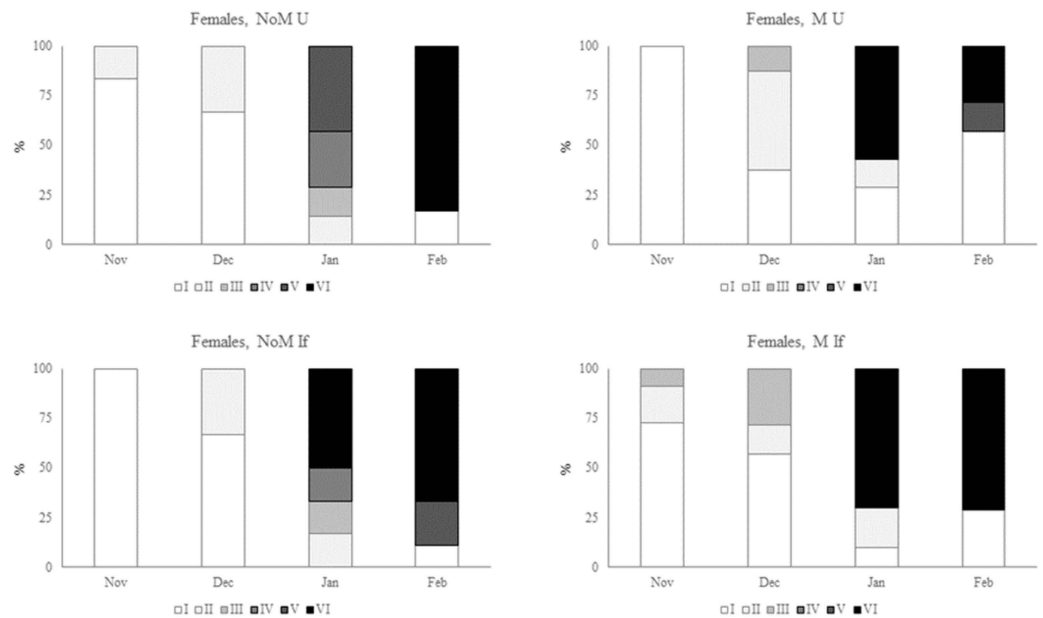 Females, NoM U
100
75
50
25
0
%
Nov Dec Jan Feb
I II III IV V VI
Females, M U
100
75
50
25
0
%
Nov Dec Jan Feb
I II III IV V VI
Females, NoM If
100
75
50
25
0
%
Nov Dec Jan Feb
I II III IV V VI
Females, M If
100
75
50
25
0
%
Nov Dec Jan Feb
I II III IV V VI